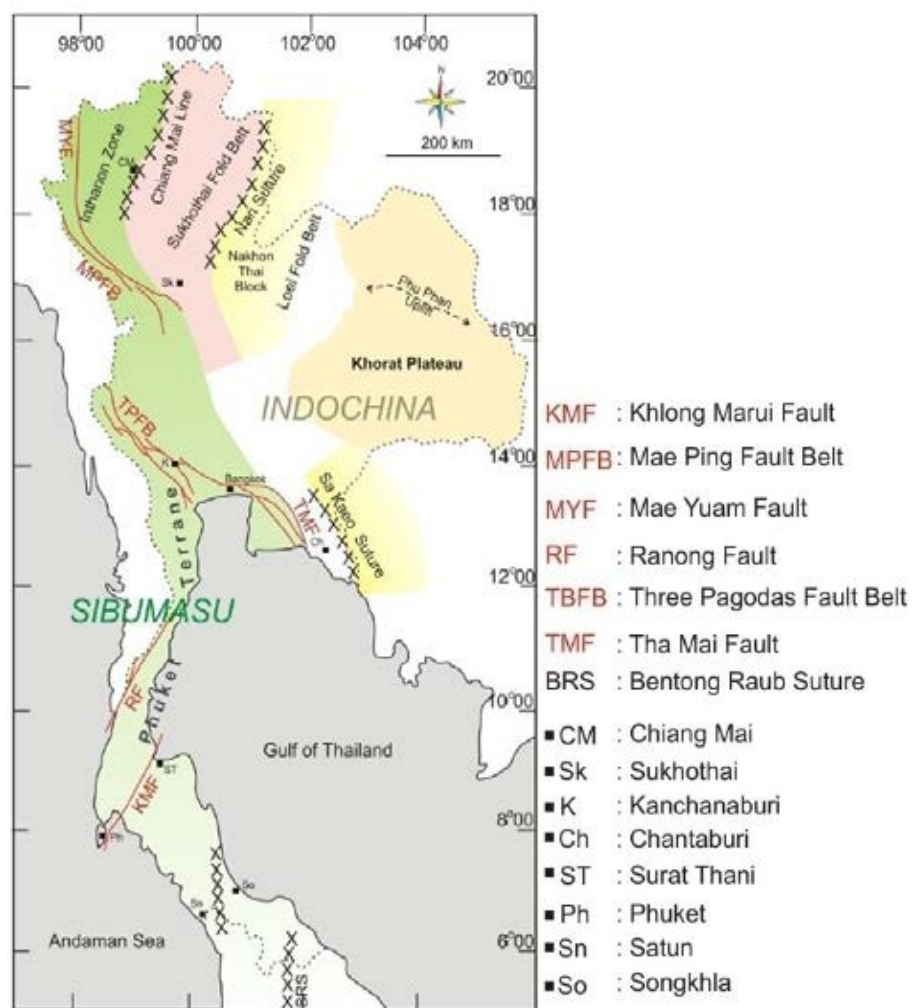 98°00
100°00
102°00
104°00
20°00
18°00
16°00
14°00
12°00
10°00
8°00
6°00
N
200 km
MYF
Inthanon Zone
CM
Chiang Mai Line
Sukhothai Fold Belt
Nan Suture
Nakhon
Thai
Block
Loei Fold Belt
MPFB
Sk
Phu Phan
Uplift
Khorat Plateau
INDOCHINA
TPFB
K
Bangkok
TMF
Sa Kaeo Suture
SIBUMASU
Phuket Terrane
RF
Gulf of Thailand
ST
KMF
Ph
So
Sn
Andaman Sea
BRS
KMF : Khlong Marui Fault
MPFB : Mae Ping Fault Belt
MYF : Mae Yuam Fault
RF : Ranong Fault
TBFB : Three Pagodas Fault Belt
TMF : Tha Mai Fault
BRS : Bentong Raub Suture
CM : Chiang Mai
Sk : Sukhothai
K : Kanchanaburi
Ch : Chantaburi
ST : Surat Thani
Ph : Phuket
Sn : Satun
So : Songkhla